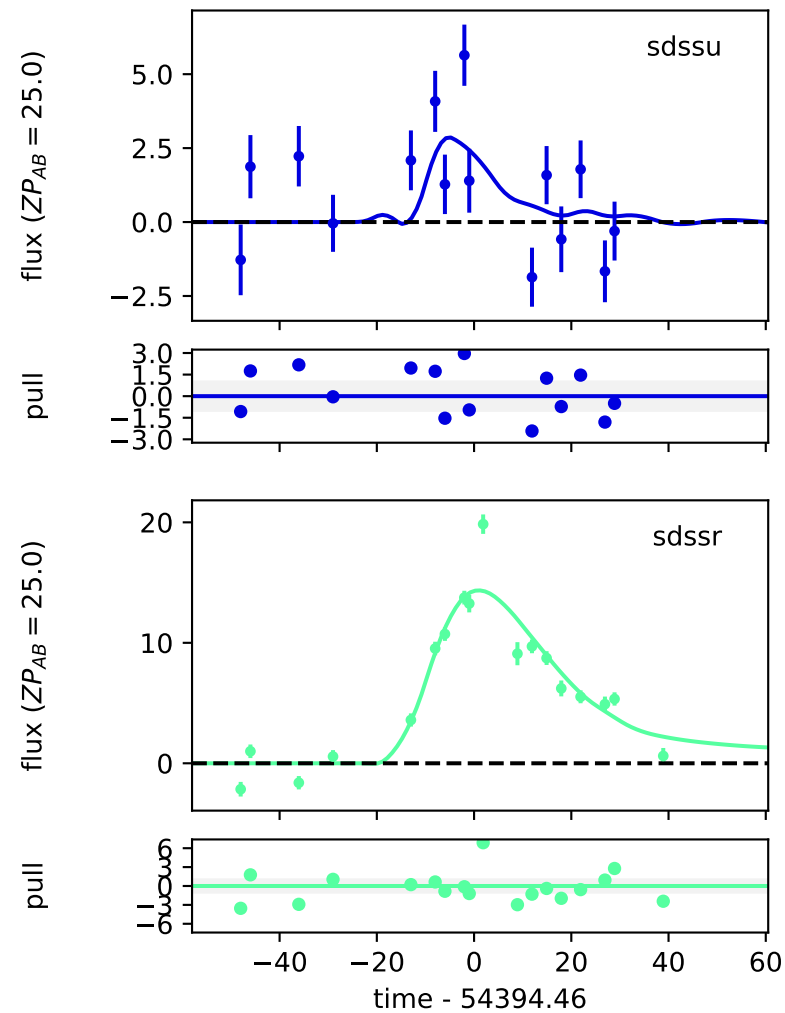 sdssu
flux (ZP_AB = 25.0)
5.0
2.5
0.0
−2.5
pull
3.0
1.5
0.0
−1.5
−3.0
sdssr
flux (ZP_AB = 25.0)
20
10
0
pull
6
3
0
−3
−6
−40 −20 0 20 40 60
time - 54394.46